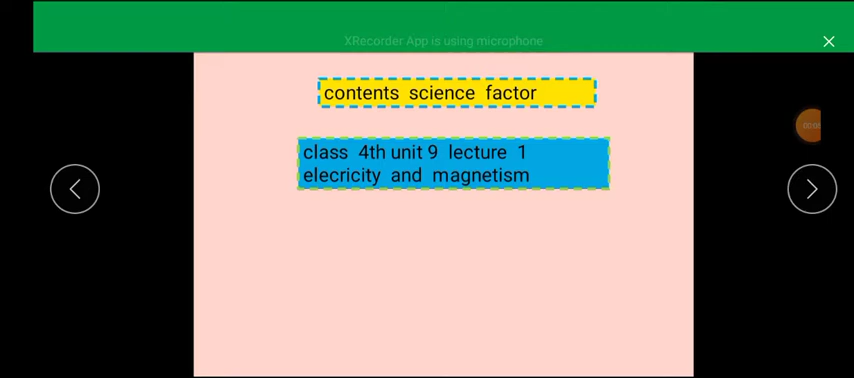 XRecorder App is using microphone
contents science factor
class 4th unit 9 lecture 1
elecricity and magnetism